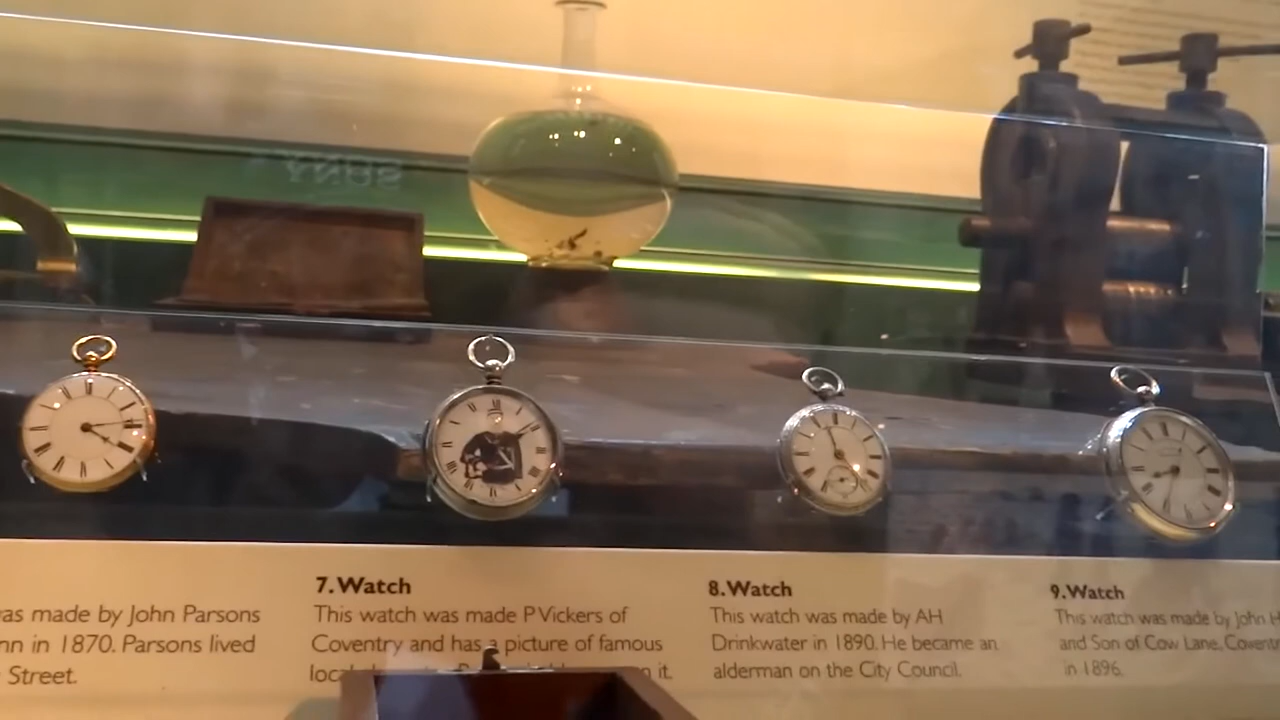 as made by John Parsons
nn in 1870. Parsons lived
Street.
7. Watch
This watch was made P Vickers of
Coventry and has a picture of famous
it.
8. Watch
This watch was made by AH
Drinkwater in 1890. He became an
alderman on the City Council.
9. Watch
This watch was made by John H
and Son of Cow Lane, Covent
in 1896.